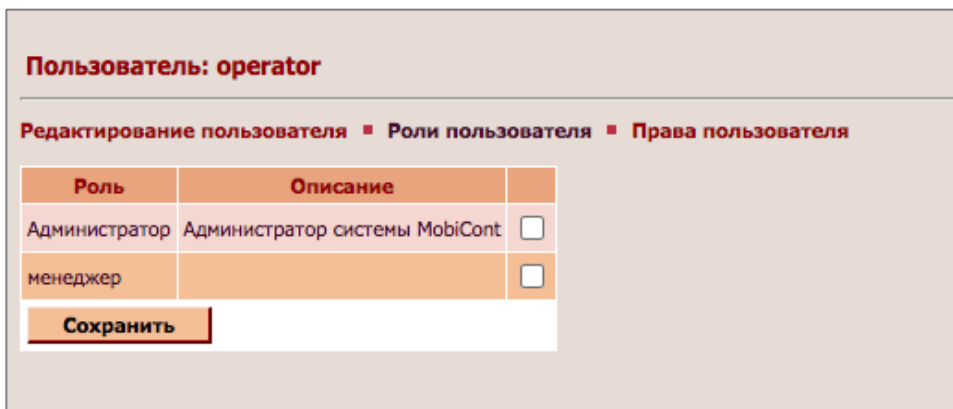 Пользователь: operator
Редактирование пользователя ▪ Роли пользователя ▪ Права пользователя
Роль Описание
Администратор Администратор системы MobiCont
менеджер
Сохранить